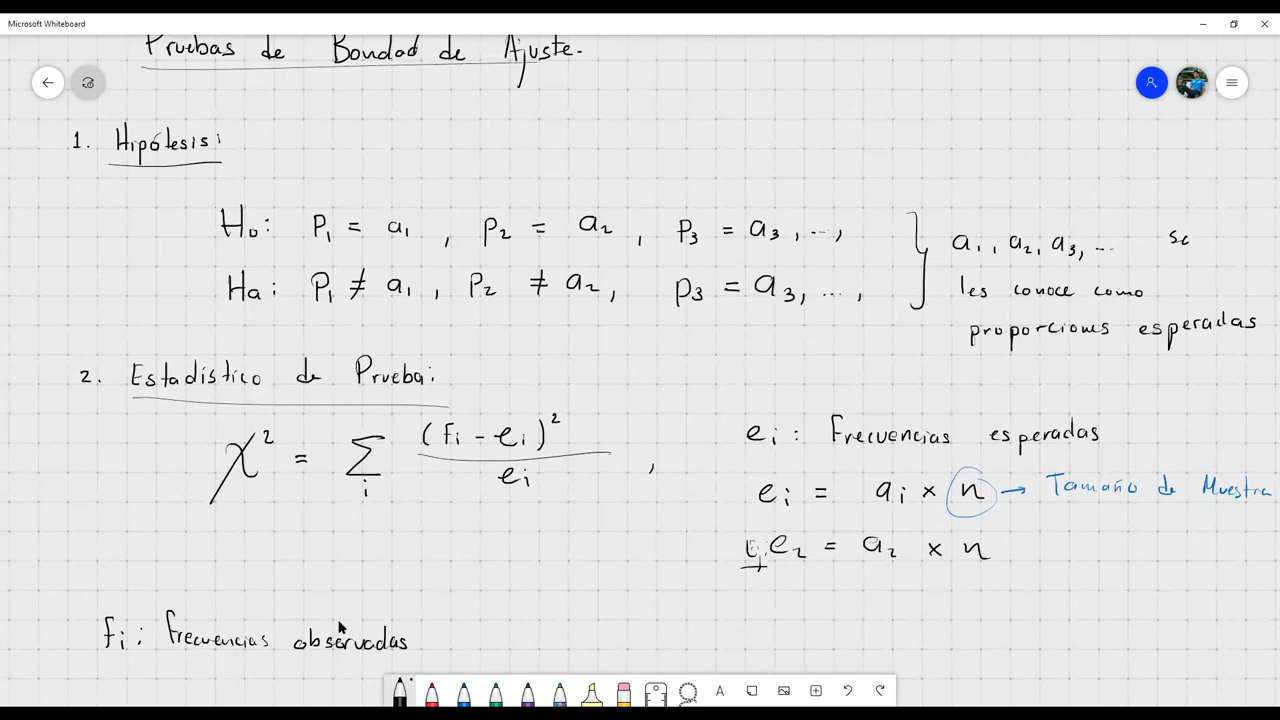 Microsoft Whiteboard
Pruebas de Bondad de Ajuste.
1. Hipótesis:
Ho: P₁ = a₁ , P₂ = a₂ , P₃ = a₃, ...,
a₁, a₂, a₃, ... se
Ha: P₁ ≠ a₁, P₂ ≠ a₂, P₃ = a₃, ...,
les conoce como
proporciones esperadas
2. Estadístico de Prueba:
χ² = Σᵢ (fᵢ - eᵢ)² / eᵢ ,
eᵢ : Frecuencias esperadas
eᵢ = aᵢ × n → Tamaño de Muestra
e₂ = a₂ × n
fᵢ : Frecuencias observadas
A